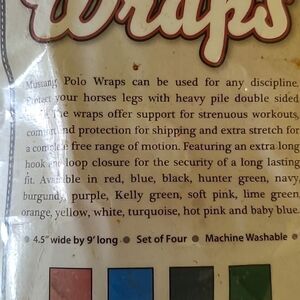 Wraps
Mustang Polo Wraps can be used for any discipline.
Protect your horses legs with heavy pile double sided
The wraps offer support for strenuous workouts,
comfort and protection for shipping and extra stretch for
a complete free range of motion. Featuring an extra long
hook and loop closure for the security of a long lasting
fit. Available in red, blue, black, hunter green, navy,
burgundy, purple, Kelly green, soft pink, lime green,
orange, yellow, white, turquoise, hot pink and baby blue.
• 4.5" wide by 9' long • Set of Four • Machine Washable •